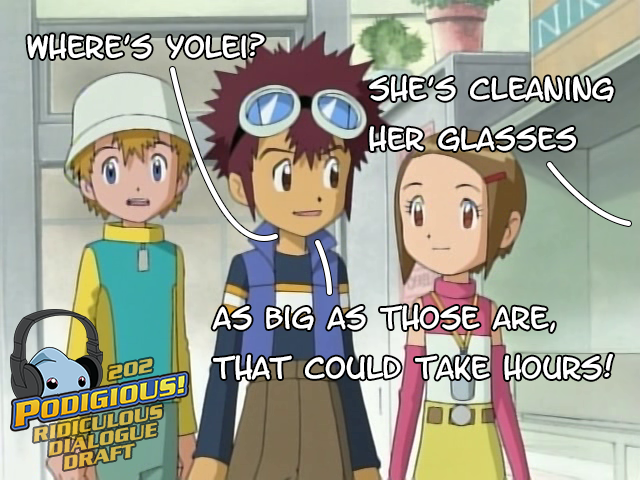 WHERE'S YOLEI?
SHE'S CLEANING
HER GLASSES
AS BIG AS THOSE ARE,
THAT COULD TAKE HOURS!
202
PODIGIOUS!
RIDICULOUS
DIALOGUE
DRAFT